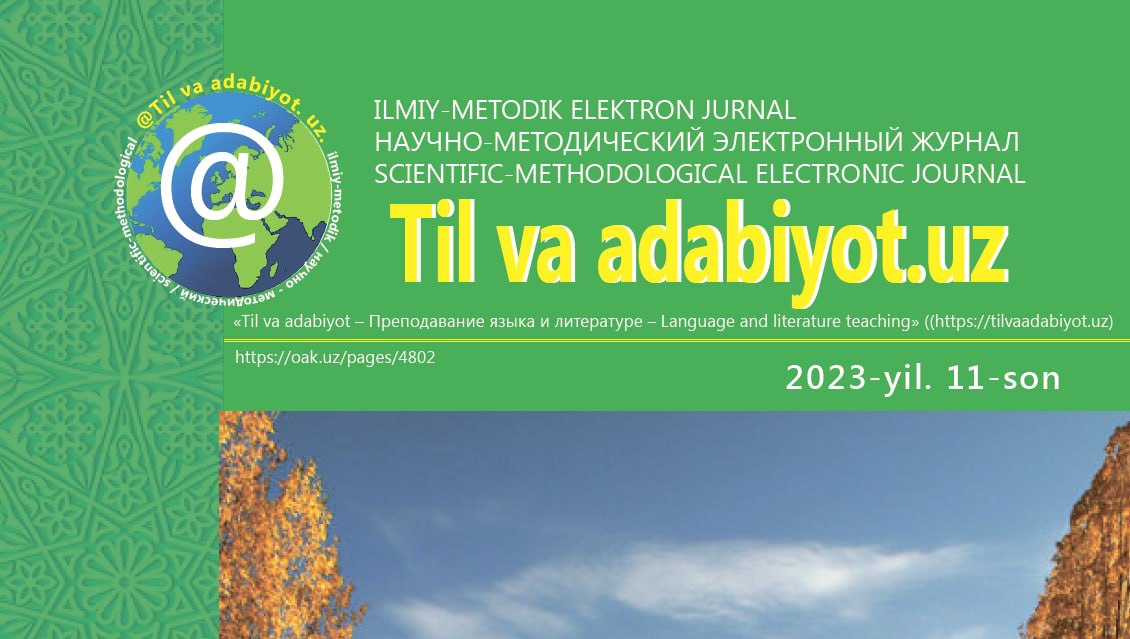 @Til va adabiyot. uz.
ilmiy-metodik / научно - методический / scientific-methodological
@
ILMIY-METODIK ELEKTRON JURNAL
НАУЧНО-МЕТОДИЧЕСКИЙ ЭЛЕКТРОННЫЙ ЖУРНАЛ
SCIENTIFIC-METHODOLOGICAL ELECTRONIC JOURNAL
Til va adabiyot.uz
«Til va adabiyot – Преподавание языка и литературе – Language and literature teaching» ((https://tilvaadabiyot.uz)
https://oak.uz/pages/4802
2023-yil. 11-son